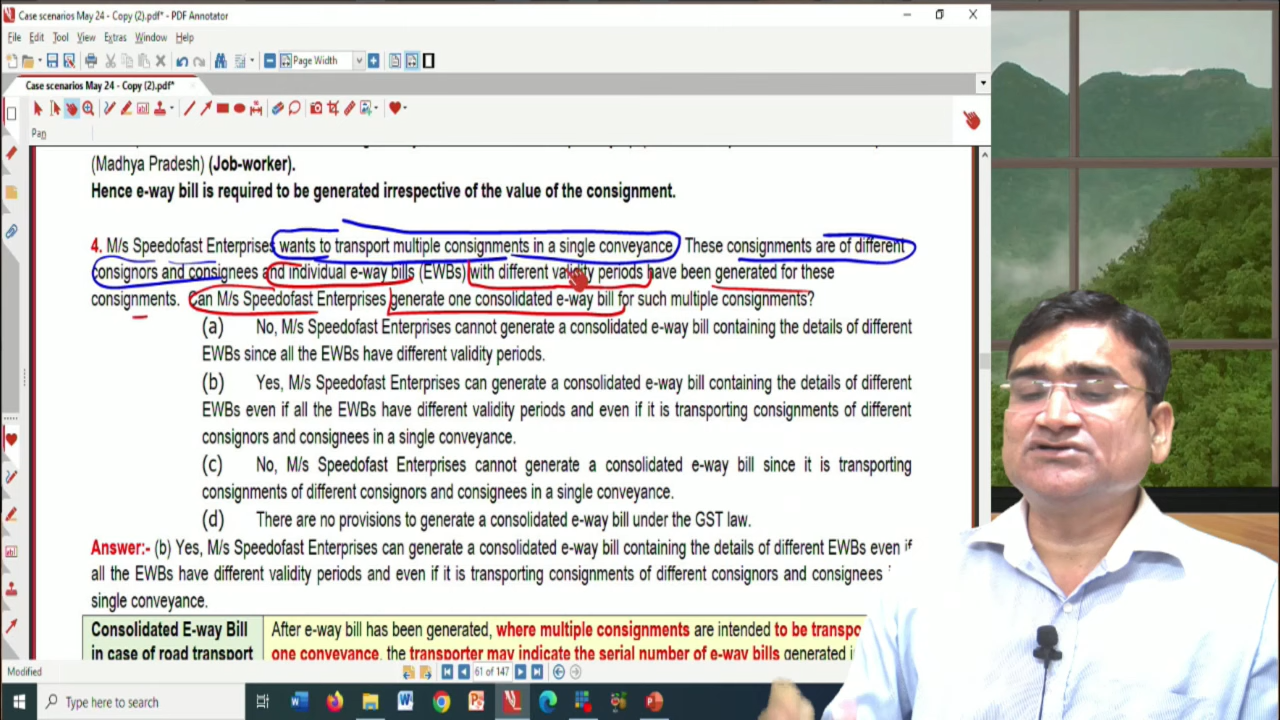 Case scenarios May 24 - Copy (2).pdf* - PDF Annotator
File Edit Tool View Extras Window Help
Page Width
Case scenarios May 24 - Copy (2).pdf*
Pan
(Madhya Pradesh) (Job-worker).
Hence e-way bill is required to be generated irrespective of the value of the consignment.
4. M/s Speedofast Enterprises wants to transport multiple consignments in a single conveyance. These consignments are of different
consignors and consignees and individual e-way bills (EWBs) with different validity periods have been generated for these
consignments. Can M/s Speedofast Enterprises generate one consolidated e-way bill for such multiple consignments?
(a) No, M/s Speedofast Enterprises cannot generate a consolidated e-way bill containing the details of different
EWBs since all the EWBs have different validity periods.
(b) Yes, M/s Speedofast Enterprises can generate a consolidated e-way bill containing the details of different
EWBs even if all the EWBs have different validity periods and even if it is transporting consignments of different
consignors and consignees in a single conveyance.
(c) No, M/s Speedofast Enterprises cannot generate a consolidated e-way bill since it is transporting
consignments of different consignors and consignees in a single conveyance.
(d) There are no provisions to generate a consolidated e-way bill under the GST law.
Answer:- (b) Yes, M/s Speedofast Enterprises can generate a consolidated e-way bill containing the details of different EWBs even if
all the EWBs have different validity periods and even if it is transporting consignments of different consignors and consignees
single conveyance.
Consolidated E-way Bill After e-way bill has been generated, where multiple consignments are intended to be transpo
in case of road transport one conveyance, the transporter may indicate the serial number of e-way bills generated
Modified 61 of 147
Type here to search